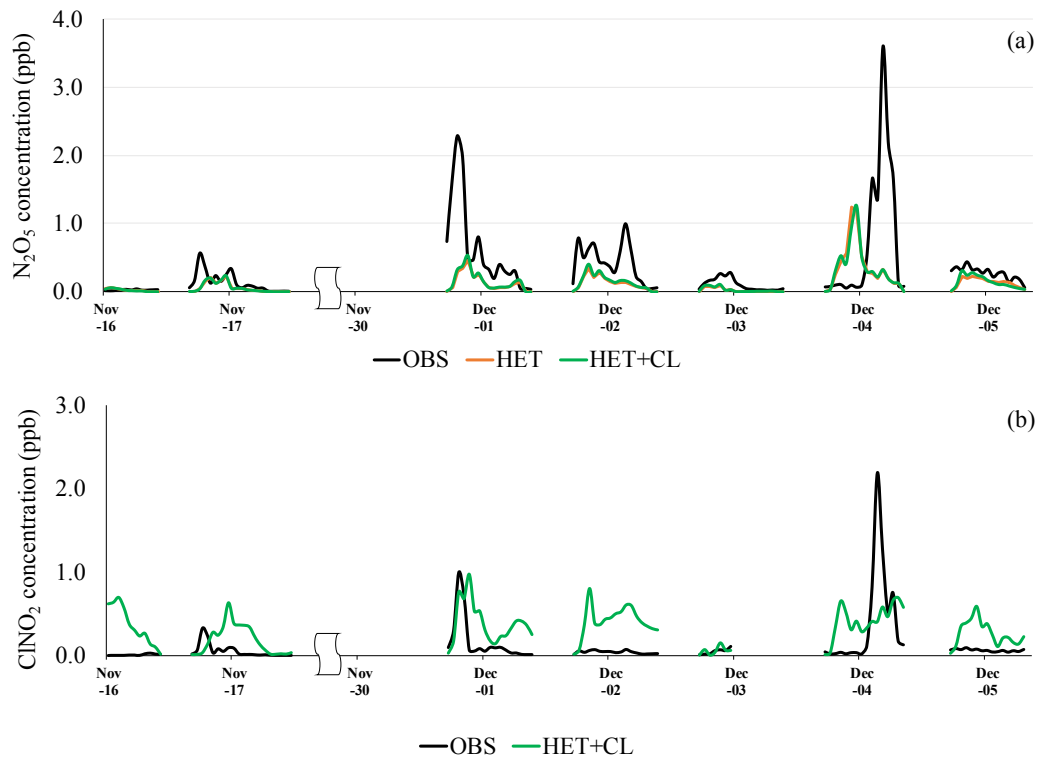 (a)
N₂O₅ concentration (ppb)
4.0
3.0
2.0
1.0
0.0
Nov -16
Nov -17
Nov -30
Dec -01
Dec -02
Dec -03
Dec -04
Dec -05
OBS HET HET+CL
(b)
ClNO₂ concentration (ppb)
3.0
2.0
1.0
0.0
Nov -16
Nov -17
Nov -30
Dec -01
Dec -02
Dec -03
Dec -04
Dec -05
OBS HET+CL